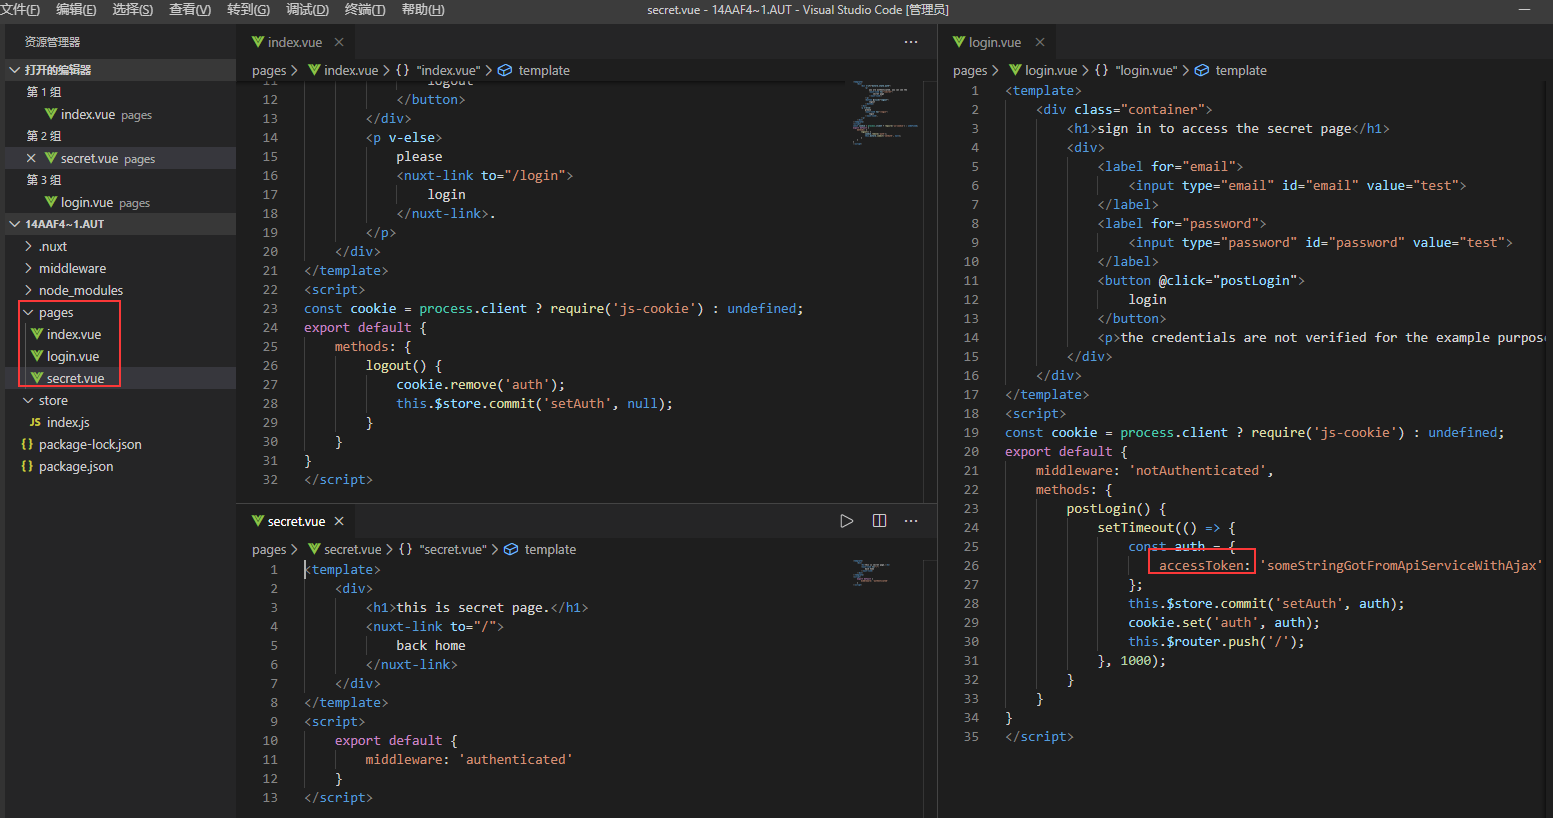 文件(F) 编辑(E) 选择(S) 查看(V) 转到(G) 调试(D) 终端(T) 帮助(H) secret.vue - 14AAF4~1.AUT - Visual Studio Code [管理员]
资源管理器
打开的编辑器
第 1 组
index.vue pages
第 2 组
secret.vue pages
第 3 组
login.vue pages
14AAF4~1.AUT
.nuxt
middleware
node_modules
pages
index.vue
login.vue
secret.vue
store
JS index.js
{} package-lock.json
{} package.json
index.vue
pages > index.vue > {} "index.vue" > template
11 logout
12 </button>
13 </div>
14 <p v-else>
15 please
16 <nuxt-link to="/login">
17 login
18 </nuxt-link>.
19 </p>
20 </div>
21 </template>
22 <script>
23 const cookie = process.client ? require('js-cookie') : undefined;
24 export default {
25 methods: {
26 logout() {
27 cookie.remove('auth');
28 this.$store.commit('setAuth', null);
29 }
30 }
31 }
32 </script>
secret.vue
pages > secret.vue > {} "secret.vue" > template
1 <template>
2 <div>
3 <h1>this is secret page.</h1>
4 <nuxt-link to="/">
5 back home
6 </nuxt-link>
7 </div>
8 </template>
9 <script>
10 export default {
11 middleware: 'authenticated'
12 }
13 </script>
login.vue
pages > login.vue > {} "login.vue" > template
1 <template>
2 <div class="container">
3 <h1>sign in to access the secret page</h1>
4 <div>
5 <label for="email">
6 <input type="email" id="email" value="test">
7 </label>
8 <label for="password">
9 <input type="password" id="password" value="test">
10 </label>
11 <button @click="postLogin">
12 login
13 </button>
14 <p>the credentials are not verified for the example purpose
15 </div>
16 </div>
17 </template>
18 <script>
19 const cookie = process.client ? require('js-cookie') : undefined;
20 export default {
21 middleware: 'notAuthenticated',
22 methods: {
23 postLogin() {
24 setTimeout(() => {
25 const auth = {
26 accessToken: 'someStringGotFromApiServiceWithAjax'
27 };
28 this.$store.commit('setAuth', auth);
29 cookie.set('auth', auth);
30 this.$router.push('/');
31 }, 1000);
32 }
33 }
34 }
35 </script>